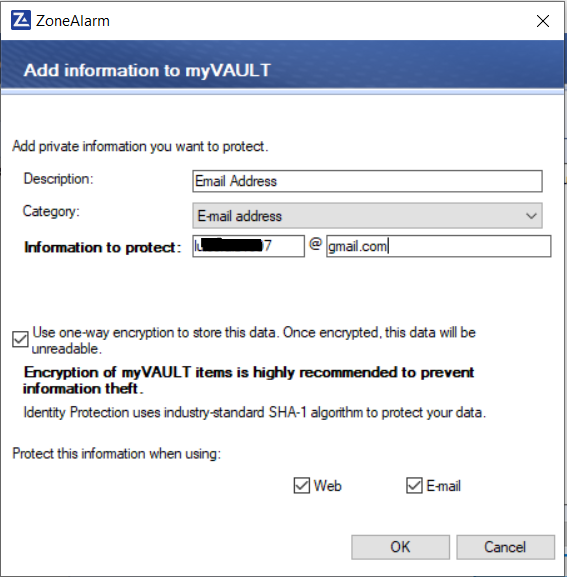 ZoneAlarm
Add information to myVAULT
Add private information you want to protect.
Description: Email Address
Category: E-mail address
Information to protect: @ gmail.com
Use one-way encryption to store this data. Once encrypted, this data will be
unreadable.
Encryption of myVAULT items is highly recommended to prevent
information theft.
Identity Protection uses industry-standard SHA-1 algorithm to protect your data.
Protect this information when using:
Web E-mail
OK Cancel